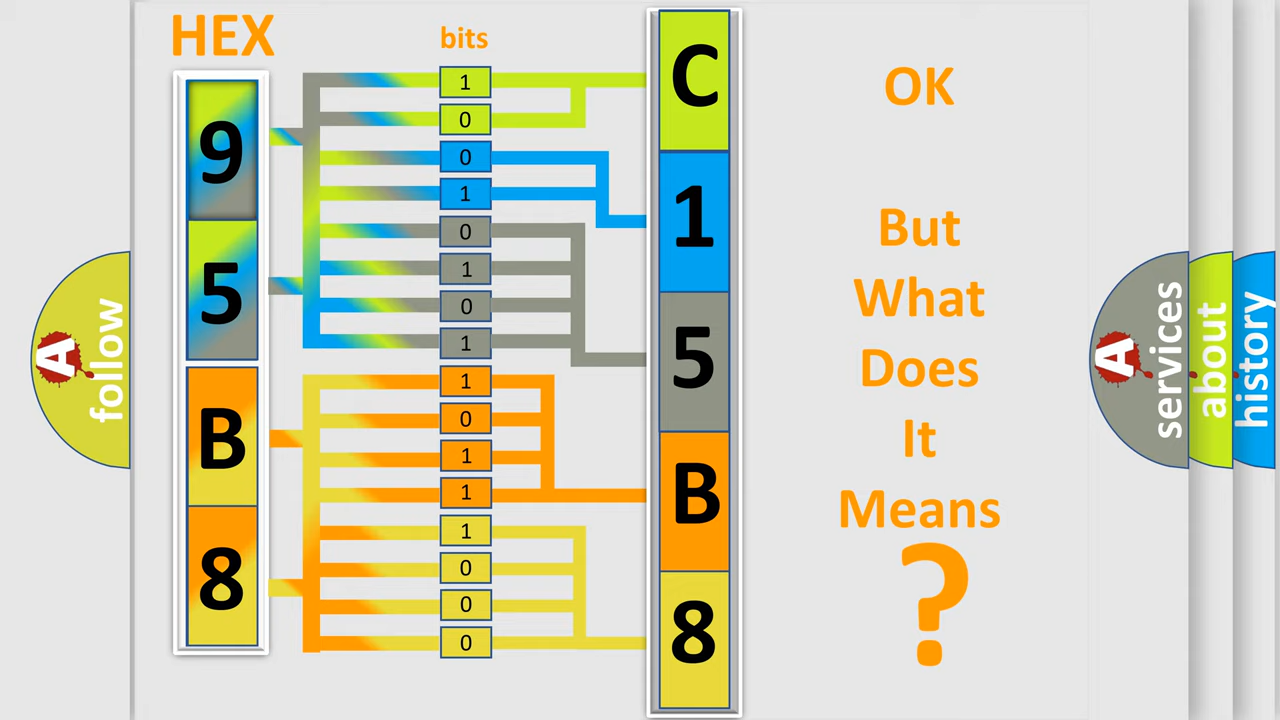 HEX
bits
9
5
B
8
1
0
0
1
0
1
0
1
1
0
1
1
1
0
0
0
C
1
5
B
8
OK
But
What
Does
It
Means
?
A
follow
A
services
about
history